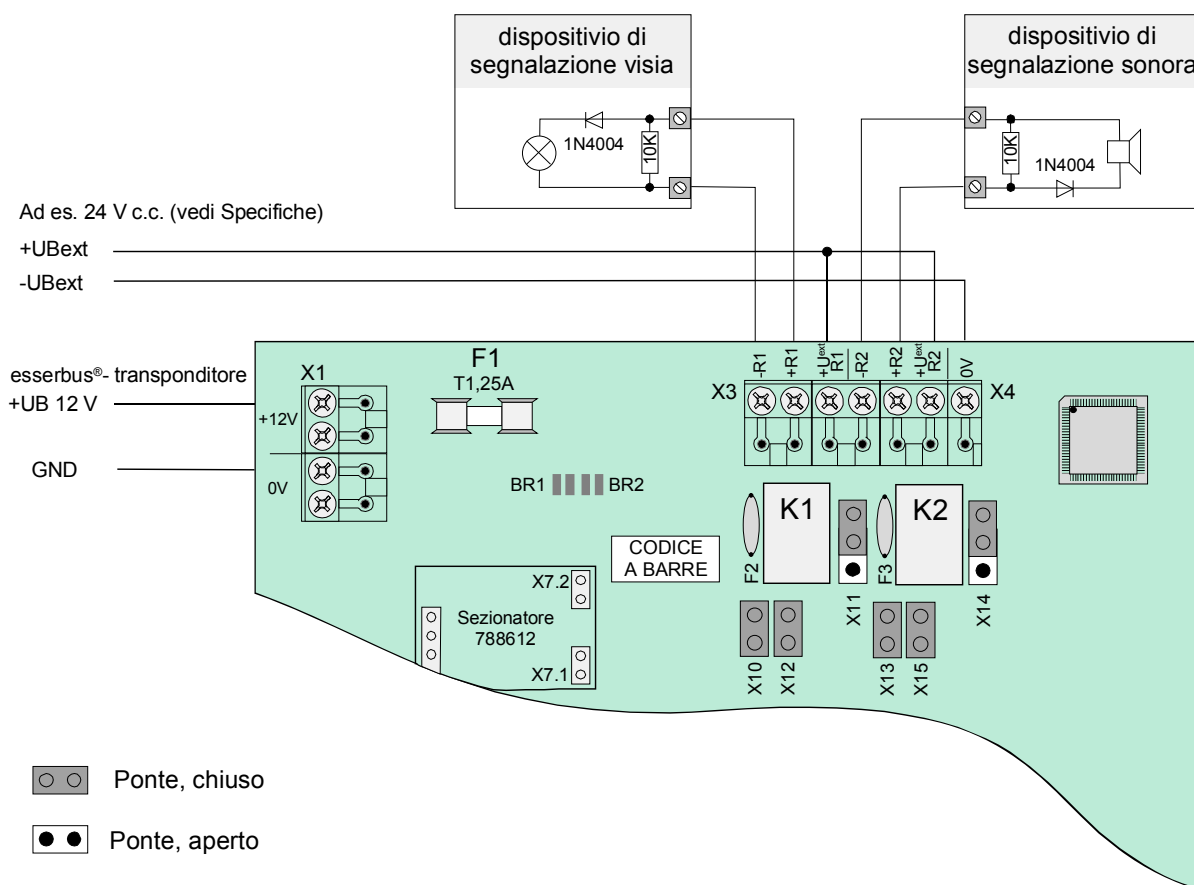 dispositivio di
segnalazione visia
1N4004
10K
dispositivo di
segnalazione sonora
10K
1N4004
Ad es. 24 V c.c. (vedi Specifiche)
+UBext
-UBext
esserbus®- transponditore
+UB 12 V
GND
X1
+12V
0V
F1
T1,25A
BR1
BR2
X3
-R1
+R1
+Uext
R1
-R2
+R2
+Uext
R2
0V
X4
CODICE
A BARRE
F2
K1
X11
F3
K2
X14
X10
X12
X13
X15
X7.2
Sezionatore
788612
X7.1
Ponte, chiuso
Ponte, aperto